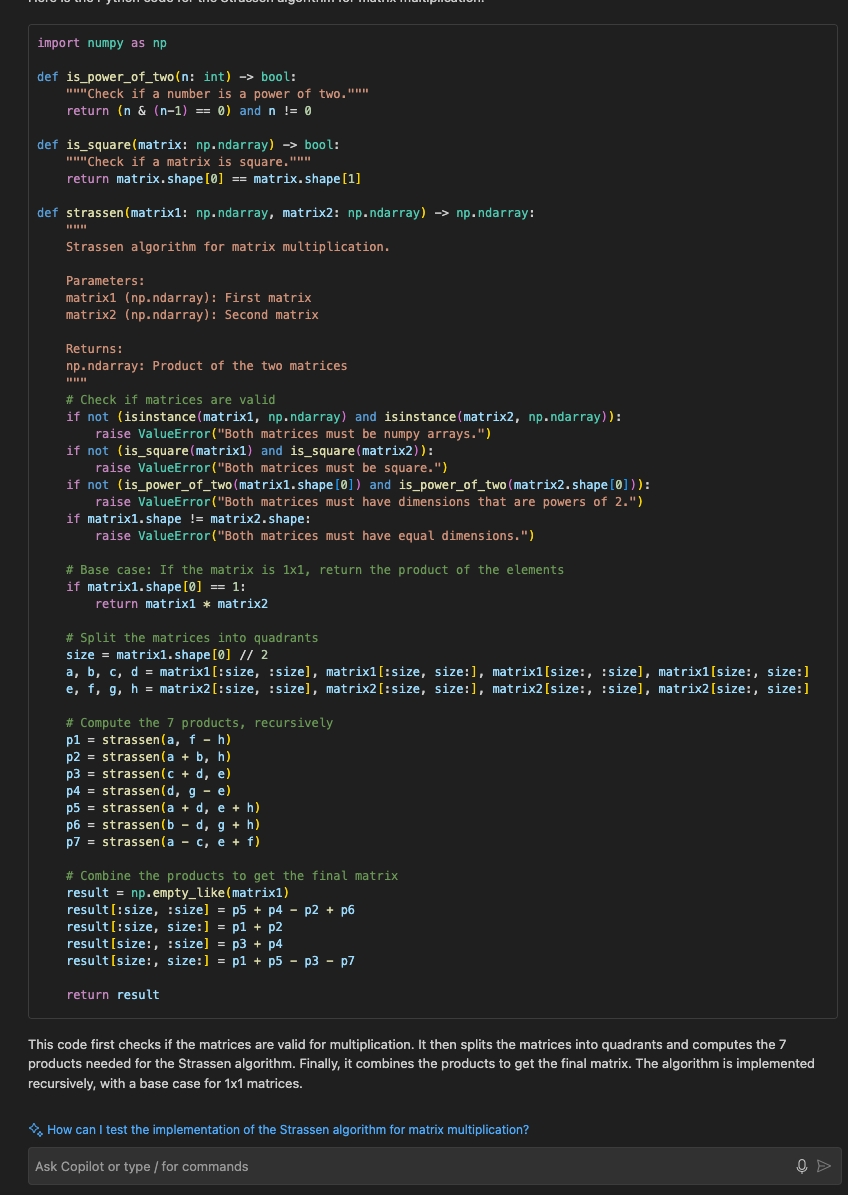 Here is the Python code for the Strassen algorithm for matrix multiplication:
import numpy as np
def is_power_of_two(n: int) -> bool:
    """Check if a number is a power of two."""
    return (n & (n-1) == 0) and n != 0
def is_square(matrix: np.ndarray) -> bool:
    """Check if a matrix is square."""
    return matrix.shape[0] == matrix.shape[1]
def strassen(matrix1: np.ndarray, matrix2: np.ndarray) -> np.ndarray:
    """
    Strassen algorithm for matrix multiplication.
    Parameters:
    matrix1 (np.ndarray): First matrix
    matrix2 (np.ndarray): Second matrix
    Returns:
    np.ndarray: Product of the two matrices
    """
    # Check if matrices are valid
    if not (isinstance(matrix1, np.ndarray) and isinstance(matrix2, np.ndarray)):
        raise ValueError("Both matrices must be numpy arrays.")
    if not (is_square(matrix1) and is_square(matrix2)):
        raise ValueError("Both matrices must be square.")
    if not (is_power_of_two(matrix1.shape[0]) and is_power_of_two(matrix2.shape[0])):
        raise ValueError("Both matrices must have dimensions that are powers of 2.")
    if matrix1.shape != matrix2.shape:
        raise ValueError("Both matrices must have equal dimensions.")
    # Base case: If the matrix is 1x1, return the product of the elements
    if matrix1.shape[0] == 1:
        return matrix1 * matrix2
    # Split the matrices into quadrants
    size = matrix1.shape[0] // 2
    a, b, c, d = matrix1[:size, :size], matrix1[:size, size:], matrix1[size:, :size], matrix1[size:, size:]
    e, f, g, h = matrix2[:size, :size], matrix2[:size, size:], matrix2[size:, :size], matrix2[size:, size:]
    # Compute the 7 products, recursively
    p1 = strassen(a, f - h)
    p2 = strassen(a + b, h)
    p3 = strassen(c + d, e)
    p4 = strassen(d, g - e)
    p5 = strassen(a + d, e + h)
    p6 = strassen(b - d, g + h)
    p7 = strassen(a - c, e + f)
    # Combine the products to get the final matrix
    result = np.empty_like(matrix1)
    result[:size, :size] = p5 + p4 - p2 + p6
    result[:size, size:] = p1 + p2
    result[size:, :size] = p3 + p4
    result[size:, size:] = p1 + p5 - p3 - p7
    return result
This code first checks if the matrices are valid for multiplication. It then splits the matrices into quadrants and computes the 7
products needed for the Strassen algorithm. Finally, it combines the products to get the final matrix. The algorithm is implemented
recursively, with a base case for 1x1 matrices.
How can I test the implementation of the Strassen algorithm for matrix multiplication?
Ask Copilot or type / for commands